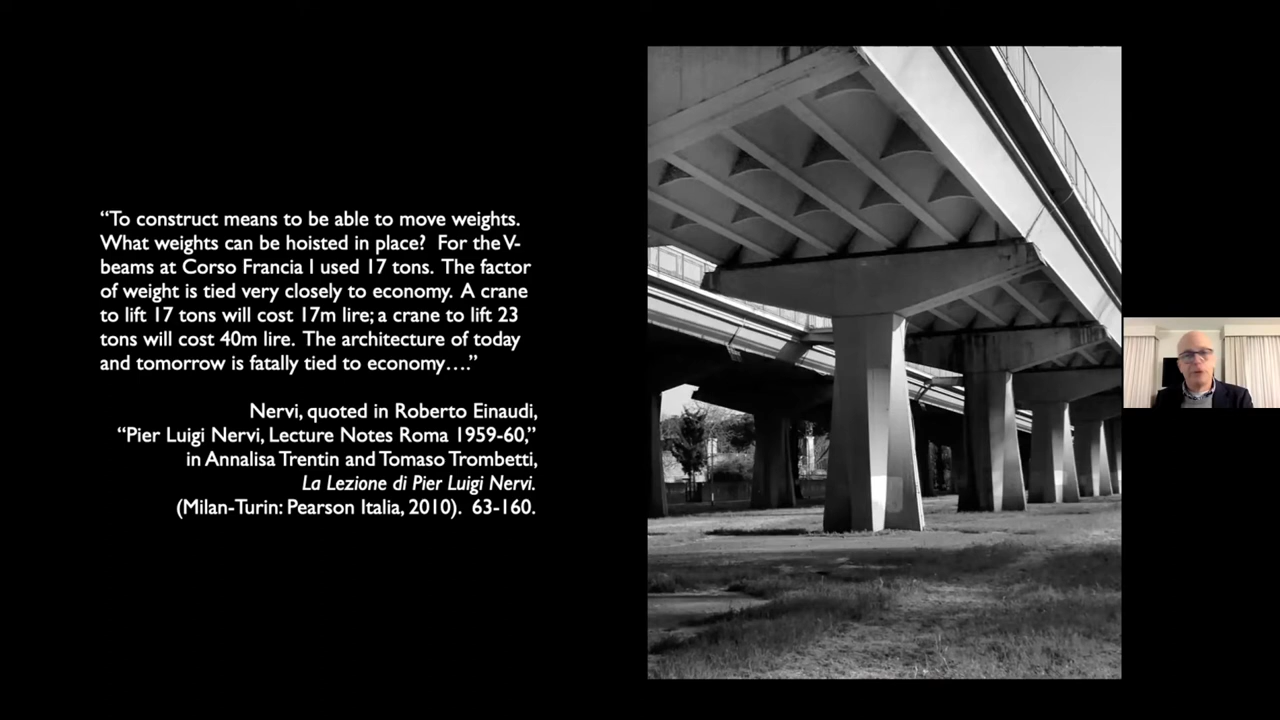 “To construct means to be able to move weights.
What weights can be hoisted in place?  For the V-
beams at Corso Francia I used 17 tons.  The factor
of weight is tied very closely to economy.  A crane
to lift 17 tons will cost 17m lire; a crane to lift 23
tons will cost 40m lire.  The architecture of today
and tomorrow is fatally tied to economy….”
Nervi, quoted in Roberto Einaudi,
“Pier Luigi Nervi, Lecture Notes Roma 1959-60,”
in Annalisa Trentin and Tomaso Trombetti,
La Lezione di Pier Luigi Nervi.
(Milan-Turin: Pearson Italia, 2010).  63-160.